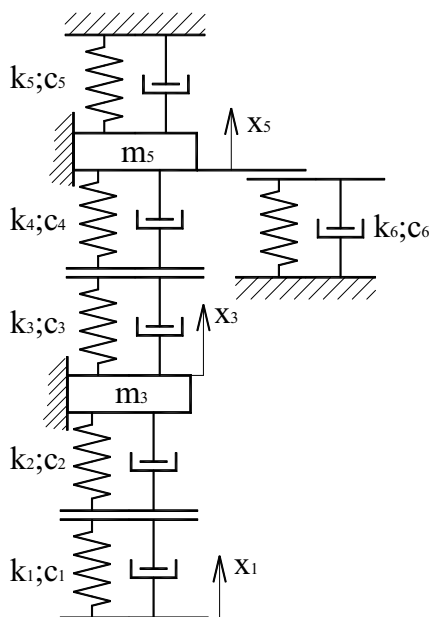 k₅;c₅
x₅
m₅
k₄;c₄
k₆;c₆
k₃;c₃
x₃
m₃
k₂;c₂
k₁;c₁
x₁